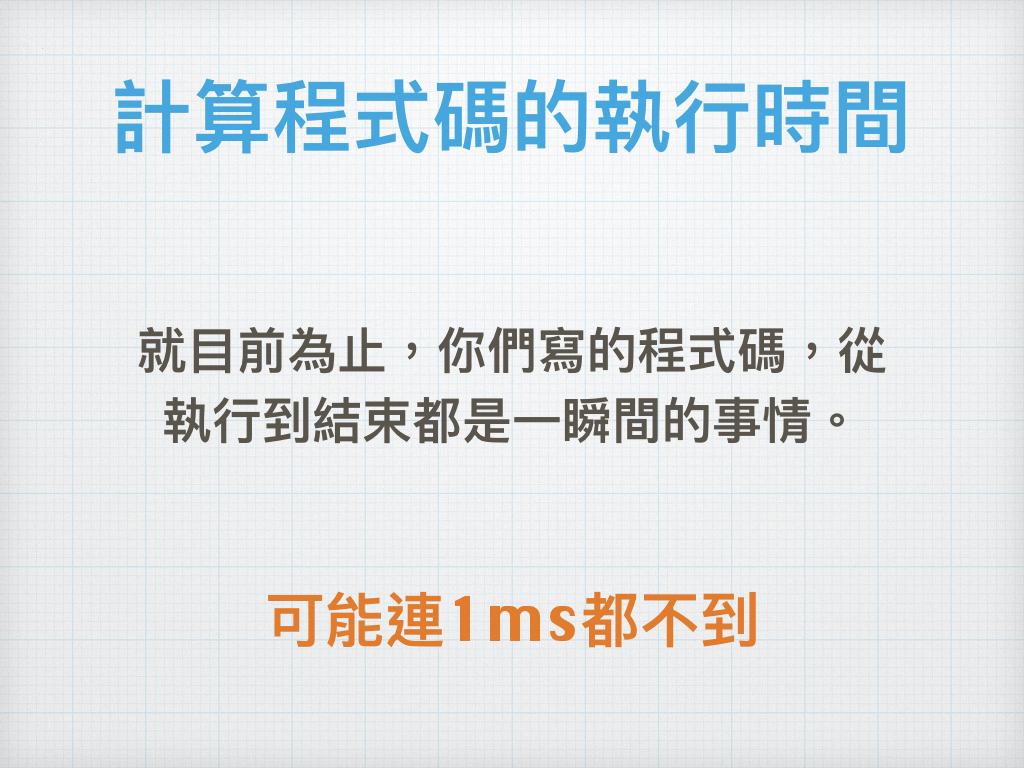 計算程式碼的執行時間
就目前為止，你們寫的程式碼，從
執行到結束都是一瞬間的事情。
可能連1ms都不到